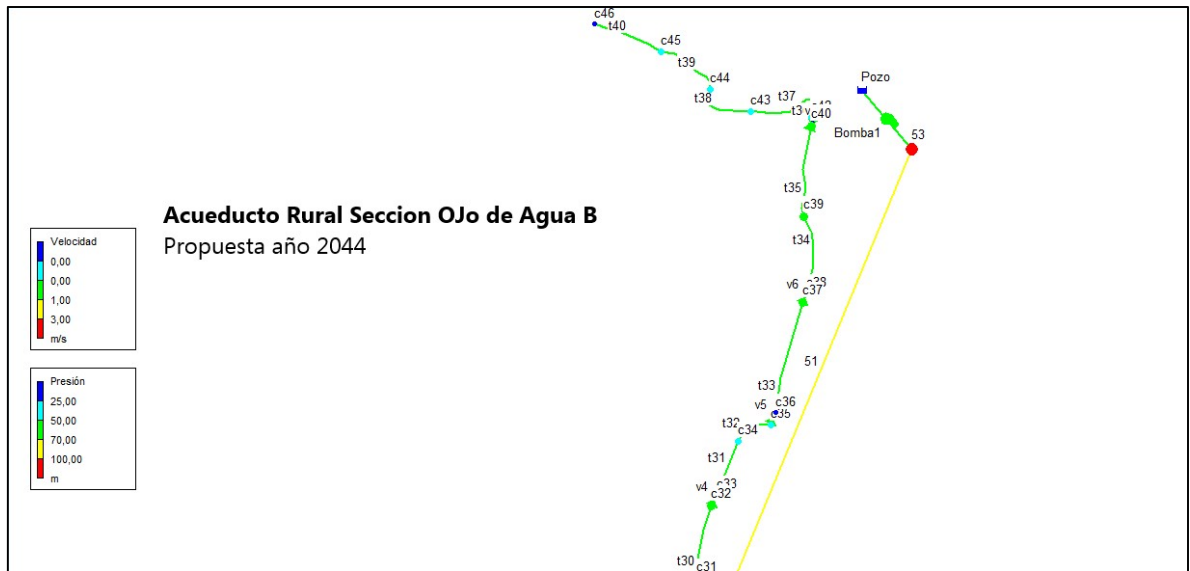 c46
t40
c45
t39
c44
t38
c43
t37
t3
c40
Pozo
Bomba1
53
t35
c39
t34
v6
c37
51
t33
c36
v5
c35
t32
c34
t31
v4
c33
c32
t30
c31
Acueducto Rural Seccion OJo de Agua B
Propuesta año 2044
Velocidad
0,00
0,00
1,00
3,00
m/s
Presión
25,00
50,00
70,00
100,00
m